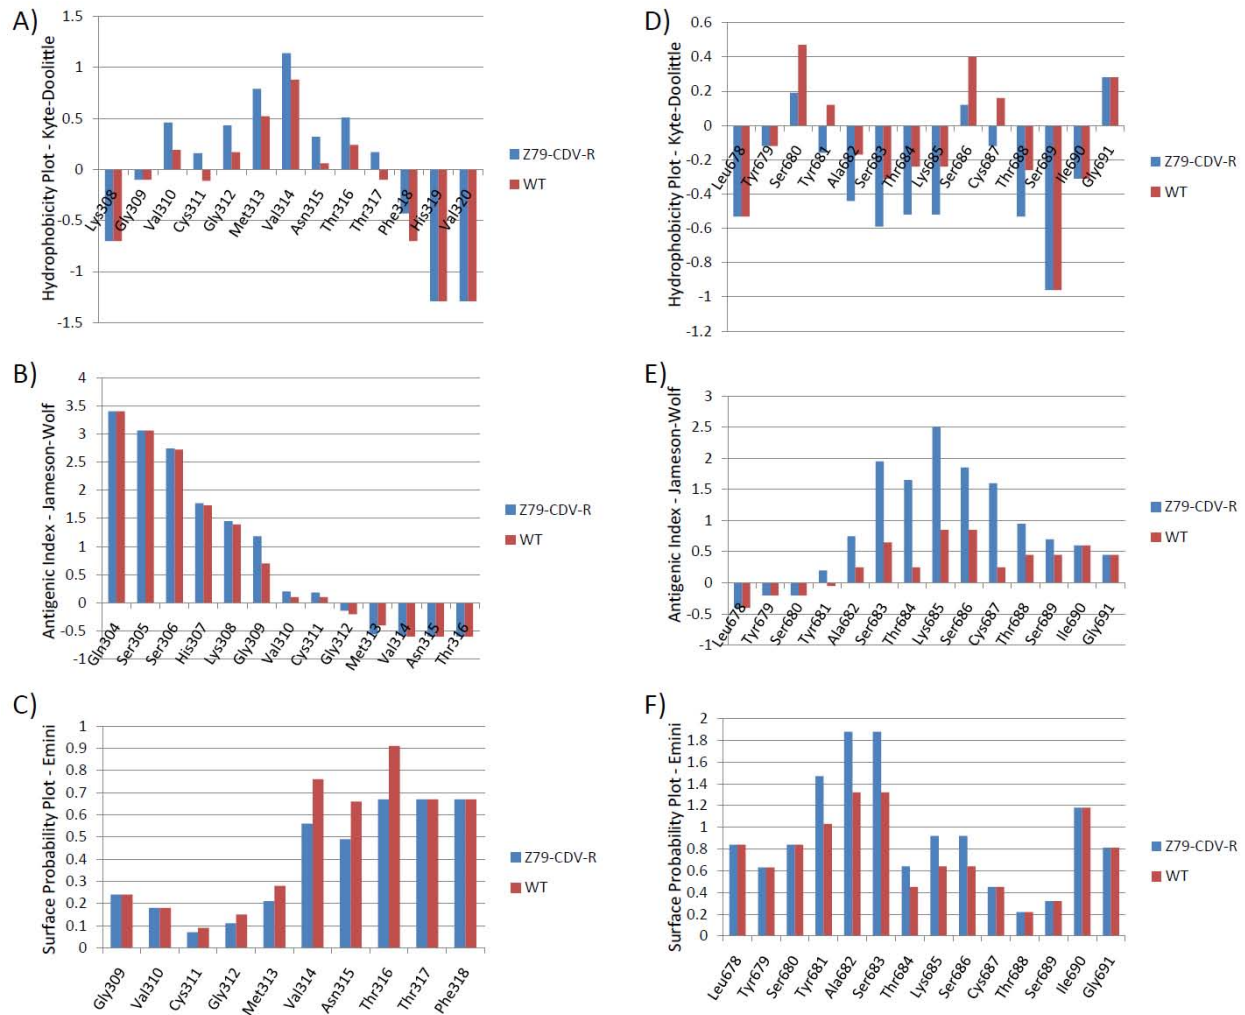 A)
Hydrophobicity Plot - Kyte-Doolittle
1.5
1
0.5
0
-0.5
-1
-1.5
Lys308
Gly309
Val310
Cys311
Gly312
Met313
Val314
Asn315
Thr316
Thr317
Phe318
His319
Val320
Z79-CDV-R
WT
D)
Hydrophobicity Plot - Kyte-Doolittle
0.6
0.4
0.2
0
-0.2
-0.4
-0.6
-0.8
-1
-1.2
Leu678
Tyr679
Ser680
Tyr681
Ala682
Ser683
Thr684
Lys685
Ser686
Cys687
Thr688
Ser689
Ile690
Gly691
Z79-CDV-R
WT
B)
Antigenic Index - Jameson-Wolf
4
3.5
3
2.5
2
1.5
1
0.5
0
-0.5
-1
Gln304
Ser305
Ser306
His307
Lys308
Gly309
Val310
Cys311
Gly312
Met313
Val314
Asn315
Thr316
Z79-CDV-R
WT
E)
Antigenic Index - Jameson-Wolf
3
2.5
2
1.5
1
0.5
0
-0.5
-1
Leu678
Tyr679
Ser680
Tyr681
Ala682
Ser683
Thr684
Lys685
Ser686
Cys687
Thr688
Ser689
Ile690
Gly691
Z79-CDV-R
WT
C)
Surface Probability Plot - Emini
1
0.9
0.8
0.7
0.6
0.5
0.4
0.3
0.2
0.1
0
Gly309
Val310
Cys311
Gly312
Met313
Val314
Asn315
Thr316
Thr317
Phe318
Z79-CDV-R
WT
F)
Surface Probability Plot - Emini
2
1.8
1.6
1.4
1.2
1
0.8
0.6
0.4
0.2
0
Leu678
Tyr679
Ser680
Tyr681
Ala682
Ser683
Thr684
Lys685
Ser686
Cys687
Thr688
Ser689
Ile690
Gly691
Z79-CDV-R
WT